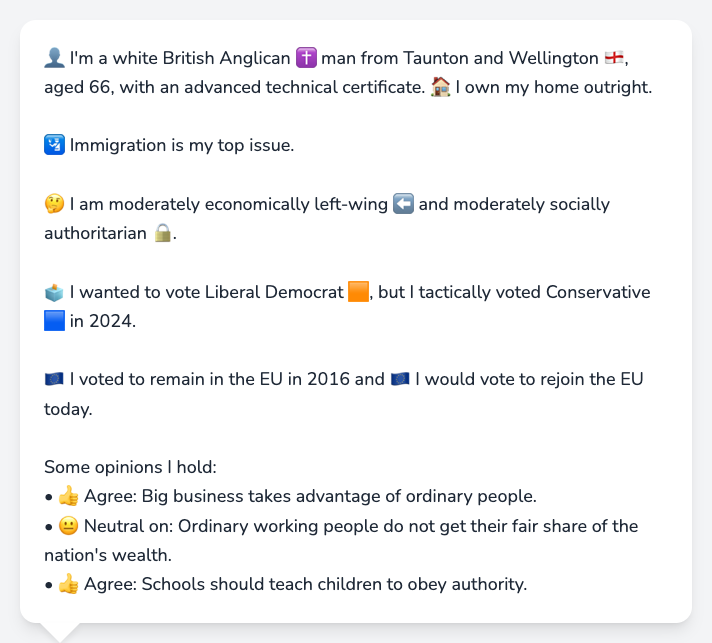 👤 I'm a white British Anglican ✝️ man from Taunton and Wellington 🏴󠁧󠁢󠁥󠁮󠁧󠁿,
aged 66, with an advanced technical certificate. 🏠 I own my home outright.
🛂 Immigration is my top issue.
🤔 I am moderately economically left-wing ⬅️ and moderately socially
authoritarian 🔒.
🗳️ I wanted to vote Liberal Democrat 🟧, but I tactically voted Conservative
🟦 in 2024.
🇪🇺 I voted to remain in the EU in 2016 and 🇪🇺 I would vote to rejoin the EU
today.
Some opinions I hold:
• 👍 Agree: Big business takes advantage of ordinary people.
• 😐 Neutral on: Ordinary working people do not get their fair share of the
nation's wealth.
• 👍 Agree: Schools should teach children to obey authority.